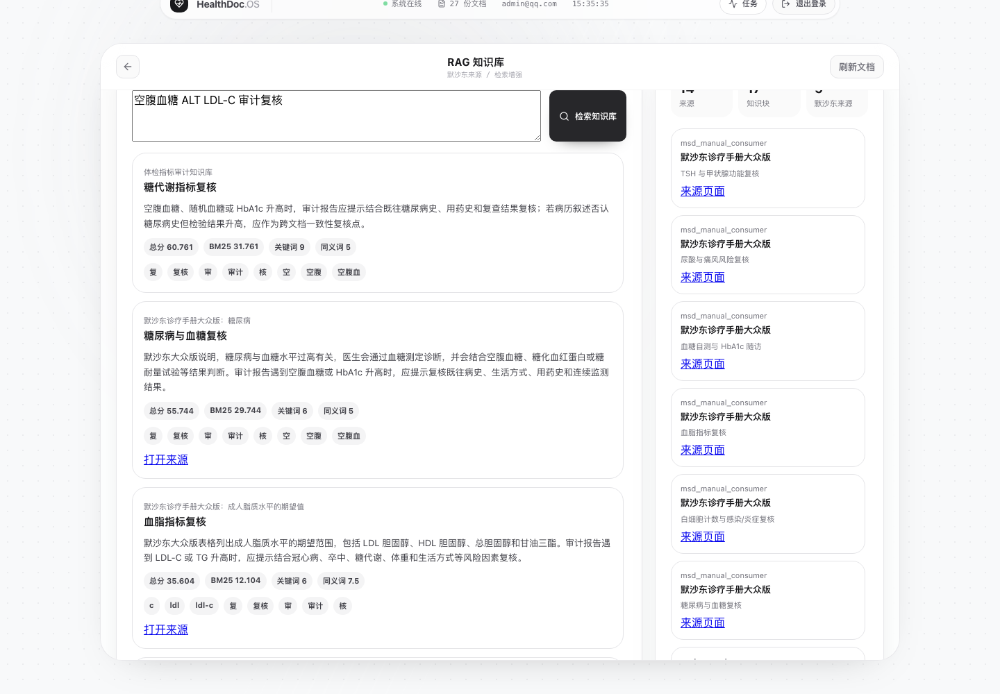 HealthDoc.OS
系统在线
27 份文档
admin@qq.com
15:35:35
任务
退出登录
RAG 知识库
默沙东来源 / 检索增强
刷新文档
空腹血糖 ALT LDL-C 审计复核
检索知识库
体检指标审计知识库
糖代谢指标复核
空腹血糖、随机血糖或 HbA1c 升高时，审计报告应提示结合既往糖尿病史、用药史和复查结果复核；若病历叙述否认
糖尿病史但检验结果升高，应作为跨文档一致性复核点。
总分 60.761 BM25 31.761 关键词 9 同义词 5
复 复核 审 审计 核 空 空腹 空腹血
默沙东诊疗手册大众版：糖尿病
糖尿病与血糖复核
默沙东大众版说明，糖尿病与血糖水平过高有关，医生会通过血糖测定诊断，并会结合空腹血糖、糖化血红蛋白或糖
耐量试验等结果判断。审计报告遇到空腹血糖或 HbA1c 升高时，应提示复核既往病史、生活方式、用药史和连续监测
结果。
总分 55.744 BM25 29.744 关键词 6 同义词 5
复 复核 审 审计 核 空 空腹 空腹血
打开来源
默沙东诊疗手册大众版：成人脂质水平的期望值
血脂指标复核
默沙东大众版表格列出成人脂质水平的期望范围，包括 LDL 胆固醇、HDL 胆固醇、总胆固醇和甘油三酯。审计报告遇
到 LDL-C 或 TG 升高时，应提示结合冠心病、卒中、糖代谢、体重和生活方式等风险因素复核。
总分 35.604 BM25 12.104 关键词 6 同义词 7.5
c ldl ldl-c 复 复核 审 审计 核
打开来源
来源
知识块
默沙东来源
msd_manual_consumer
默沙东诊疗手册大众版
TSH 与甲状腺功能复核
来源页面
msd_manual_consumer
默沙东诊疗手册大众版
尿酸与痛风风险复核
来源页面
msd_manual_consumer
默沙东诊疗手册大众版
血糖自测与 HbA1c 随访
来源页面
msd_manual_consumer
默沙东诊疗手册大众版
血脂指标复核
来源页面
msd_manual_consumer
默沙东诊疗手册大众版
白细胞计数与感染/炎症复核
来源页面
msd_manual_consumer
默沙东诊疗手册大众版
糖尿病与血糖复核
来源页面